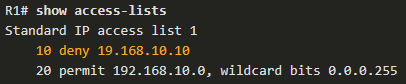 R1# show access-lists
Standard IP access list 1
10 deny 19.168.10.10
20 permit 192.168.10.0, wildcard bits 0.0.0.255